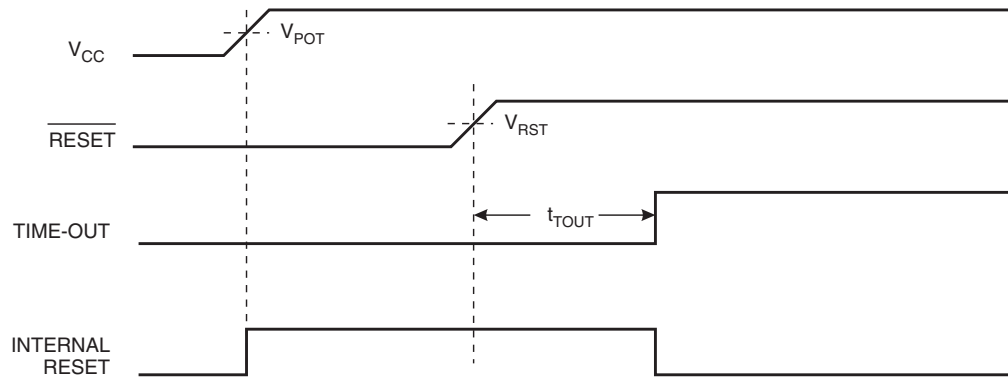 V_CC
V_POT
RESET
V_RST
TIME-OUT
t_TOUT
INTERNAL
RESET